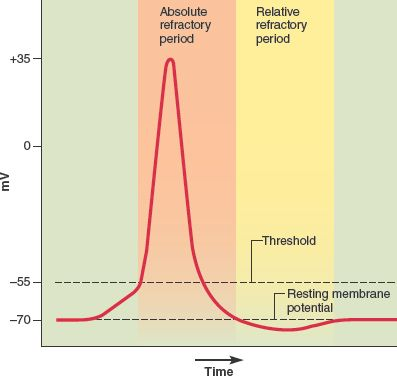 Absolute
refractory
period
Relative
refractory
period
+35
0
mV
Threshold
–55
Resting membrane
potential
–70
Time